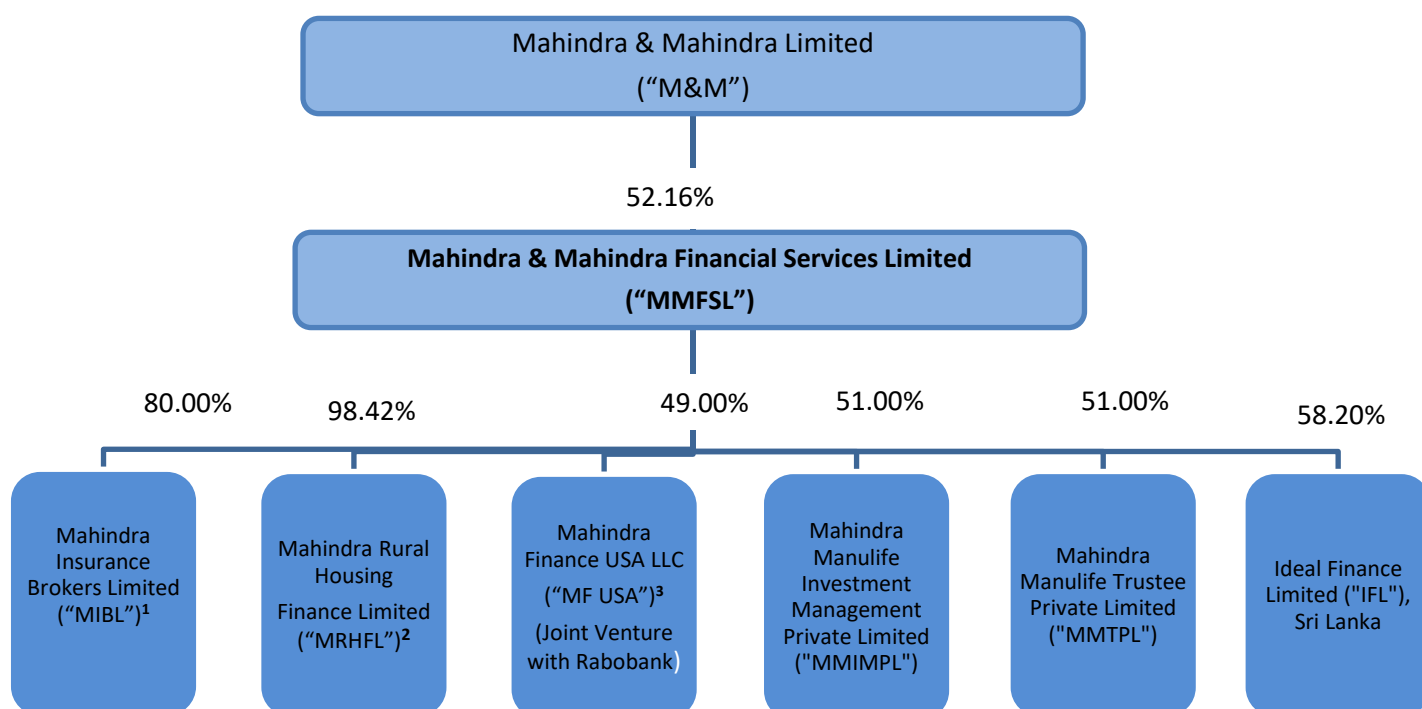 Mahindra & Mahindra Limited
(“M&M”)
52.16%
Mahindra & Mahindra Financial Services Limited
(“MMFSL”)
80.00%
98.42%
49.00%
51.00%
51.00%
58.20%
Mahindra
Insurance
Brokers Limited
(“MIBL”)¹
Mahindra Rural
Housing
Finance Limited
(“MRHFL”)²
Mahindra
Finance USA LLC
(“MF USA”)³
(Joint Venture
with Rabobank)
Mahindra
Manulife
Investment
Management
Private Limited
("MMIMPL")
Mahindra
Manulife Trustee
Private Limited
("MMTPL")
Ideal Finance
Limited ("IFL"),
Sri Lanka